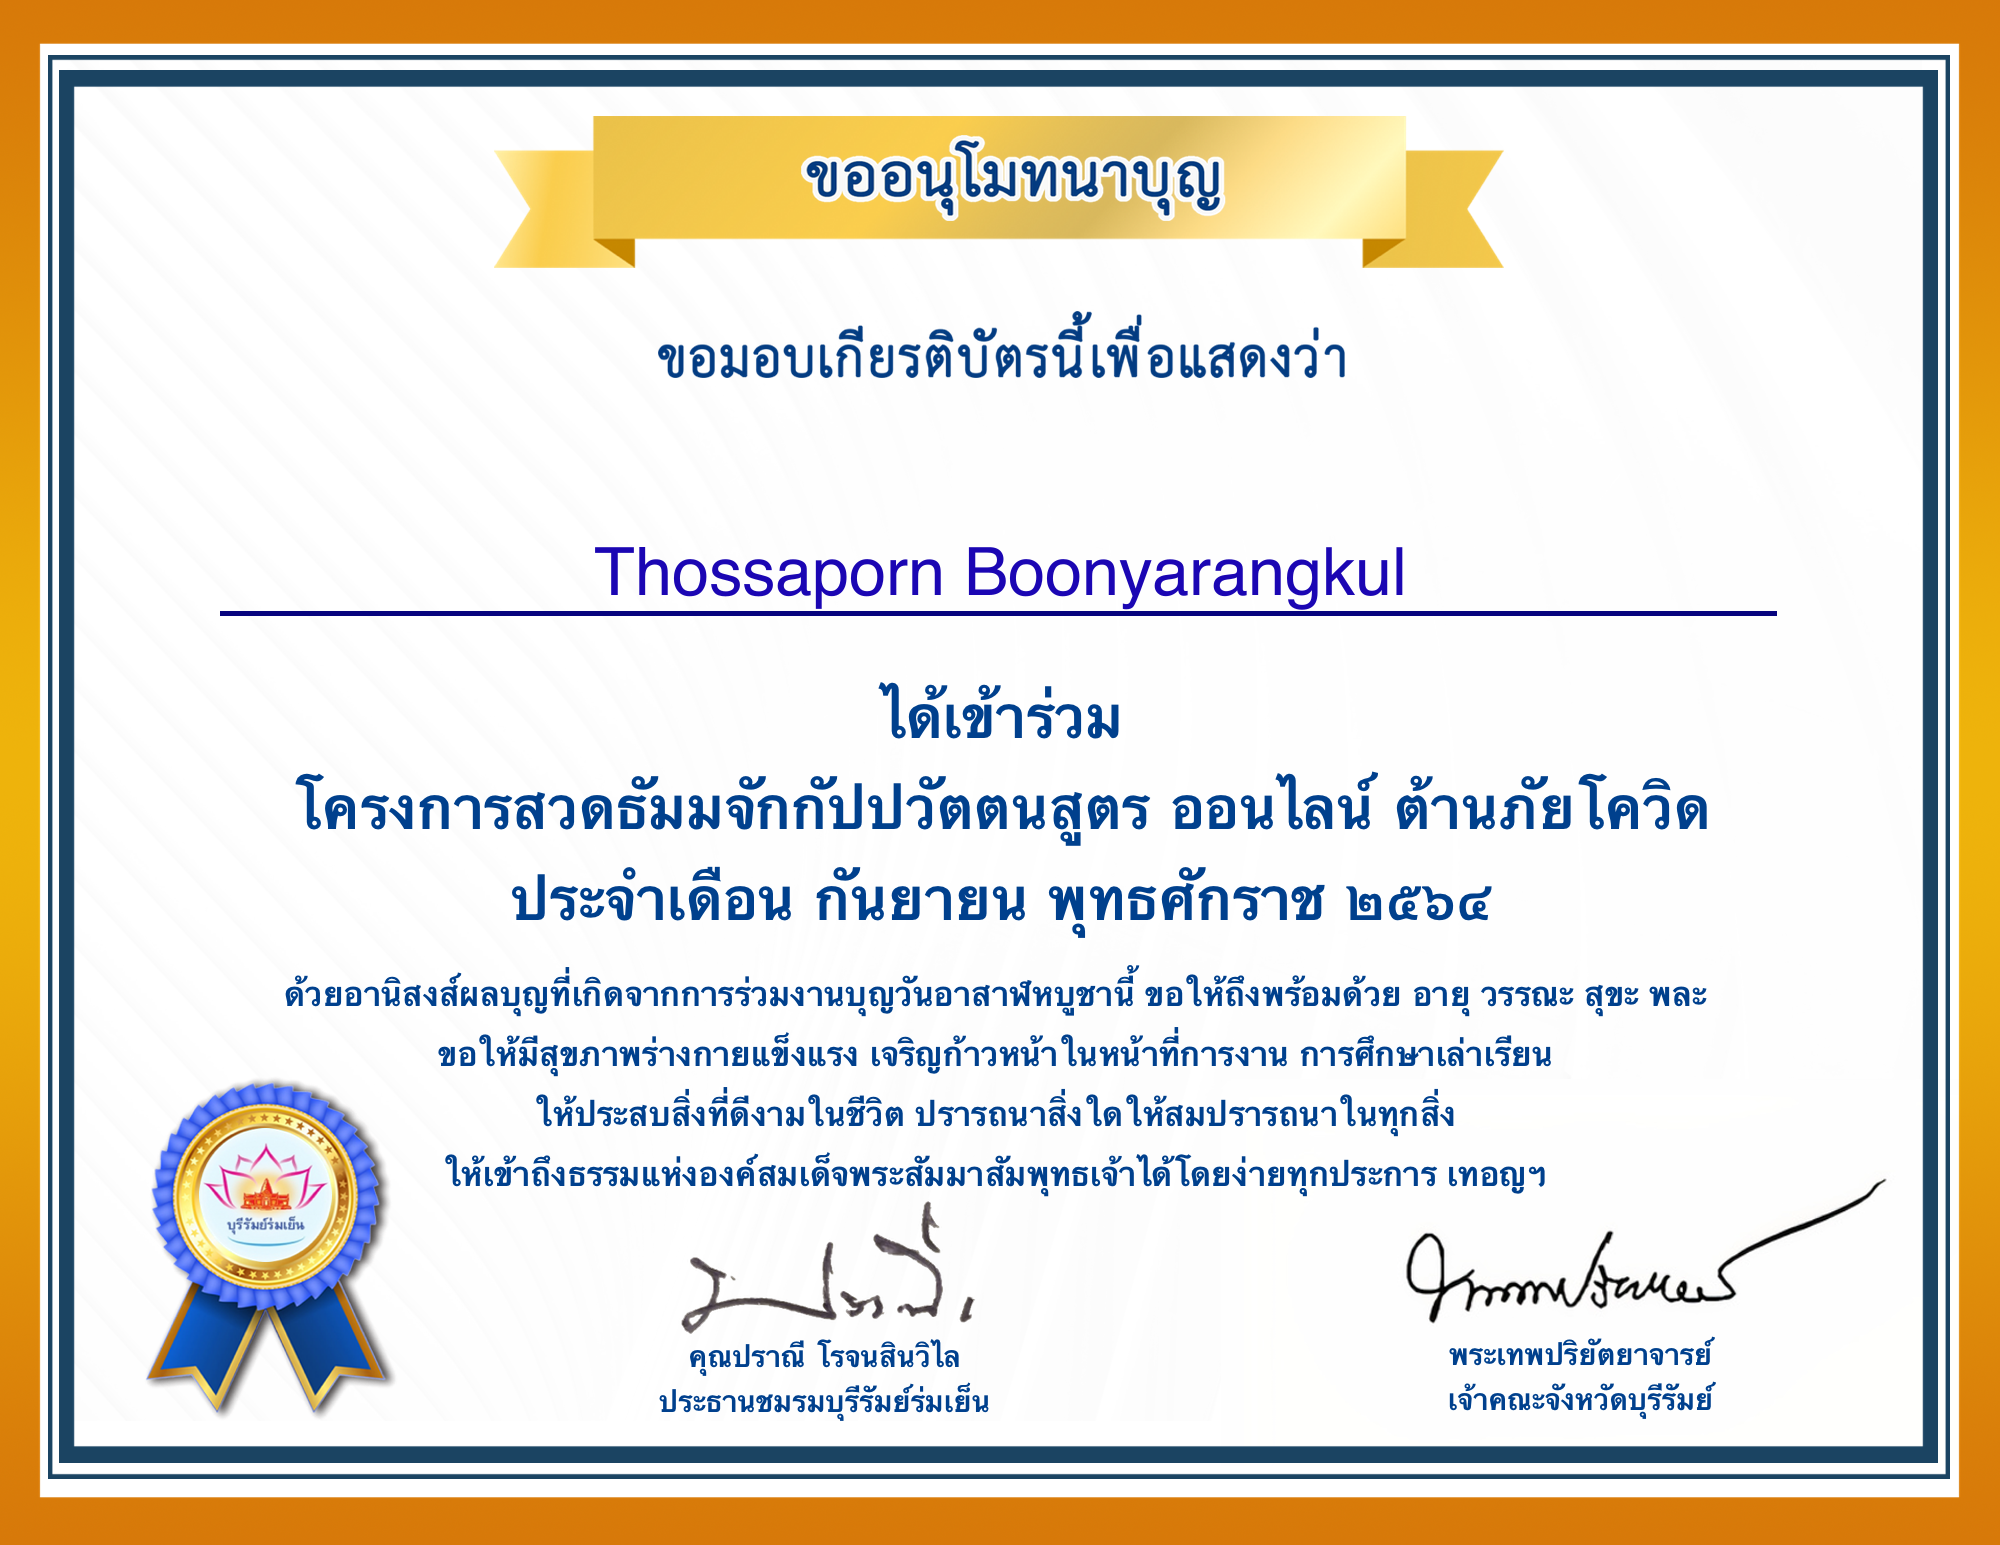 ขออนุโมทนาบุญ
ขอมอบเกียรติบัตรนี้เพื่อแสดงว่า
Thossaporn Boonyarangkul
ได้เข้าร่วม
โครงการสวดธัมมจักกัปปวัตตนสูตร ออนไลน์ ต้านภัยโควิด
ประจำเดือน กันยายน พุทธศักราช ๒๕๖๔
ด้วยอานิสงส์ผลบุญที่เกิดจากการร่วมงานบุญวันอาสาฬหบูชานี้ ขอให้ถึงพร้อมด้วย อายุ วรรณะ สุขะ พละ
ขอให้มีสุขภาพร่างกายแข็งแรง เจริญก้าวหน้าในหน้าที่การงาน การศึกษาเล่าเรียน
ให้ประสบสิ่งที่ดีงามในชีวิต ปรารถนาสิ่งใดให้สมปรารถนาในทุกสิ่ง
ให้เข้าถึงธรรมแห่งองค์สมเด็จพระสัมมาสัมพุทธเจ้าได้โดยง่ายทุกประการ เทอญฯ
บุรีรัมย์ร่มเย็น
คุณปราณี โรจนสินวิไล
ประธานชมรมบุรีรัมย์ร่มเย็น
พระเทพปริยัตยาจารย์
เจ้าคณะจังหวัดบุรีรัมย์